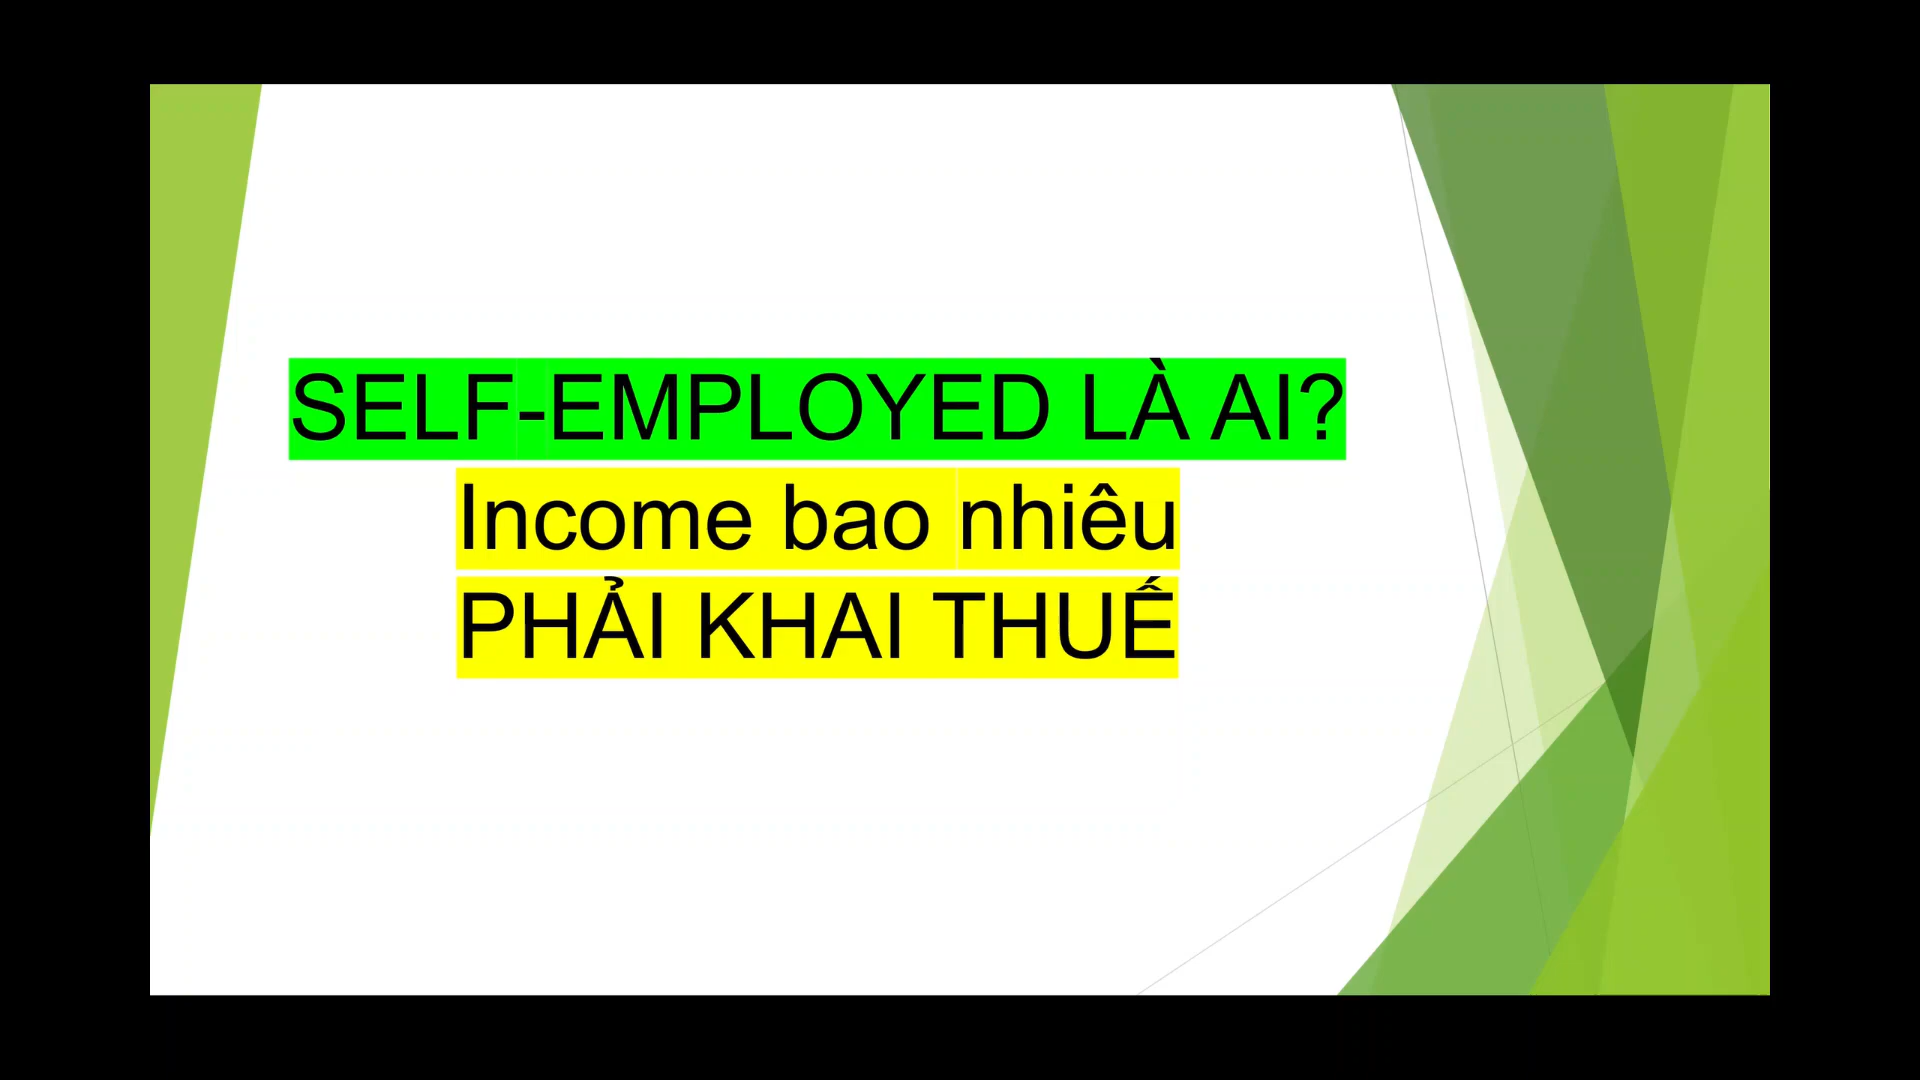 SELF-EMPLOYED LÀ AI?
Income bao nhiêu
PHẢI KHAI THUẾ